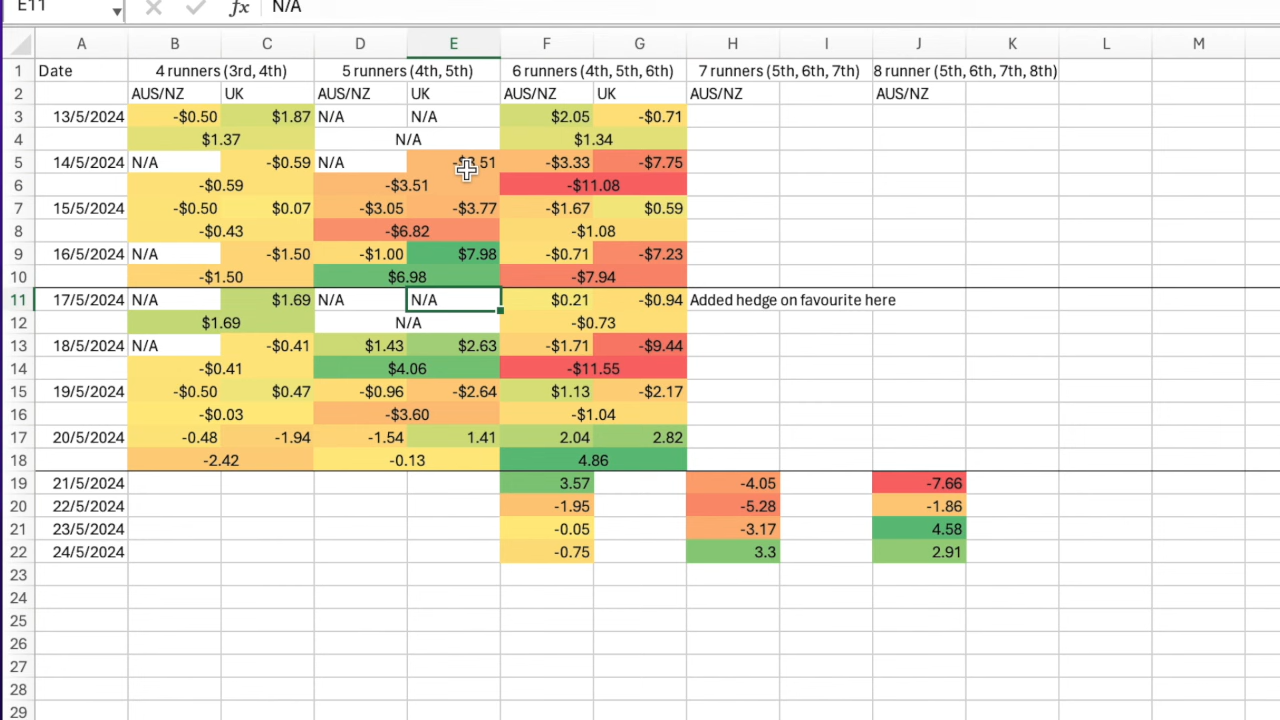 E11 fx N/A
A B C D E F G H I J K L M
1 Date 4 runners (3rd, 4th) 5 runners (4th, 5th) 6 runners (4th, 5th, 6th) 7 runners (5th, 6th, 7th) 8 runner (5th, 6th, 7th, 8th)
2 AUS/NZ UK AUS/NZ UK AUS/NZ UK AUS/NZ AUS/NZ
3 13/5/2024 -$0.50 $1.87 N/A N/A $2.05 -$0.71
4 $1.37 N/A $1.34
5 14/5/2024 N/A -$0.59 N/A -$3.33 -$7.75
6 -$0.59 -$3.51 -$11.08
7 15/5/2024 -$0.50 $0.07 -$3.05 -$3.77 -$1.67 $0.59
8 -$0.43 -$6.82 -$1.08
9 16/5/2024 N/A -$1.50 -$1.00 $7.98 -$0.71 -$7.23
10 -$1.50 $6.98 -$7.94
11 17/5/2024 N/A $1.69 N/A N/A $0.21 -$0.94 Added hedge on favourite here
12 $1.69 N/A -$0.73
13 18/5/2024 N/A -$0.41 $1.43 $2.63 -$1.71 -$9.44
14 -$0.41 $4.06 -$11.55
15 19/5/2024 -$0.50 $0.47 -$0.96 -$2.64 $1.13 -$2.17
16 -$0.03 -$3.60 -$1.04
17 20/5/2024 -0.48 -1.94 -1.54 1.41 2.04 2.82
18 -2.42 -0.13 4.86
19 21/5/2024 3.57 -4.05 -7.66
20 22/5/2024 -1.95 -5.28 -1.86
21 23/5/2024 -0.05 -3.17 4.58
22 24/5/2024 -0.75 3.3 2.91
23
24
25
26
27
28
29